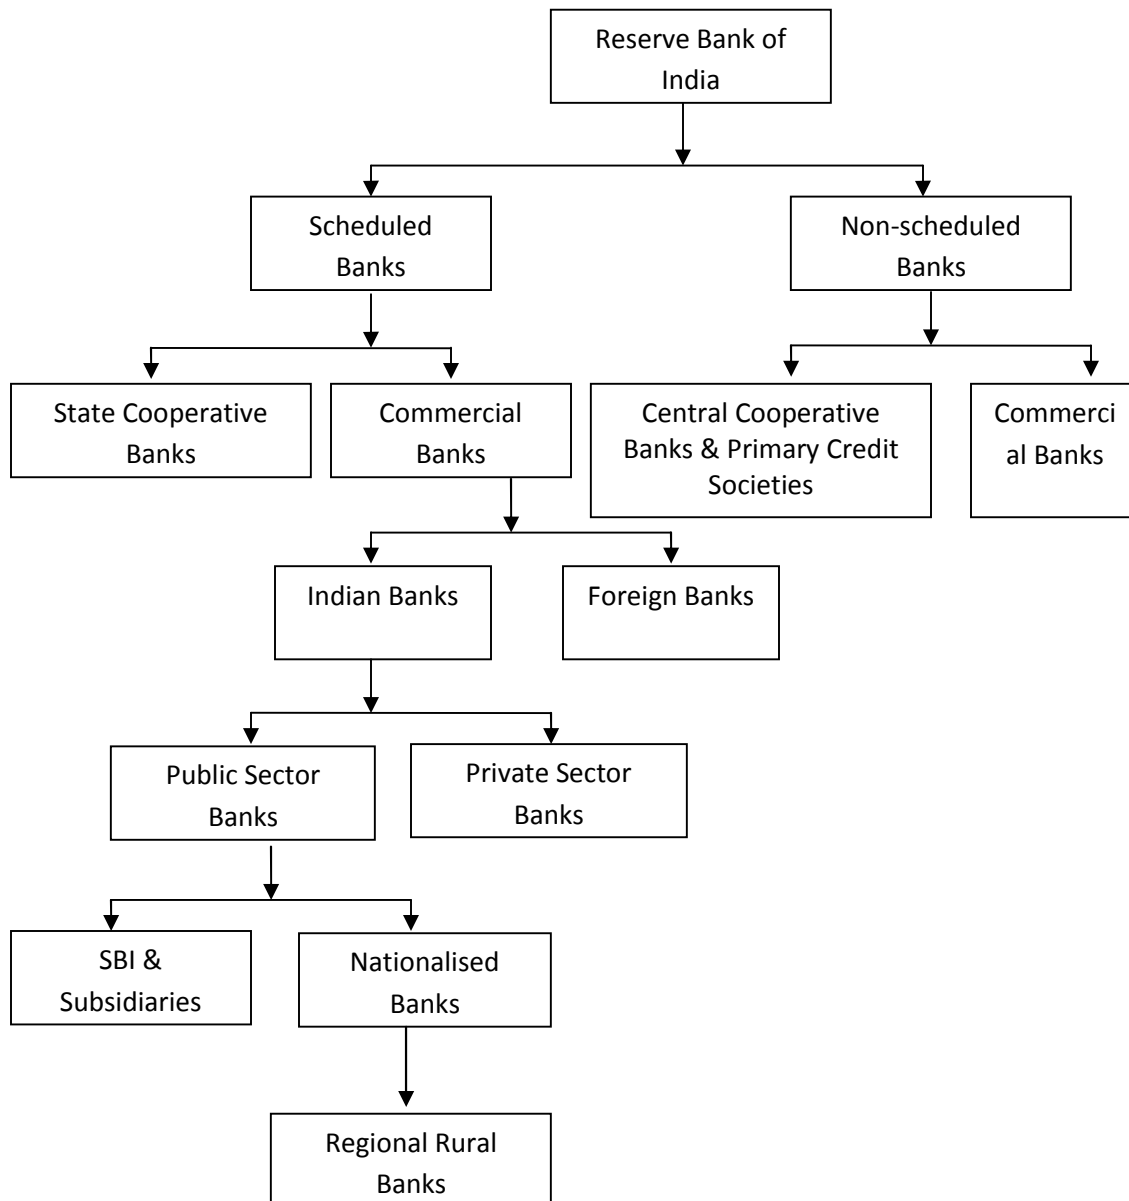 Reserve Bank of
India
Scheduled
Banks
Non-scheduled
Banks
State Cooperative
Banks
Commercial
Banks
Central Cooperative
Banks & Primary Credit
Societies
Commerci
al Banks
Indian Banks
Foreign Banks
Public Sector
Banks
Private Sector
Banks
SBI &
Subsidiaries
Nationalised
Banks
Regional Rural
Banks